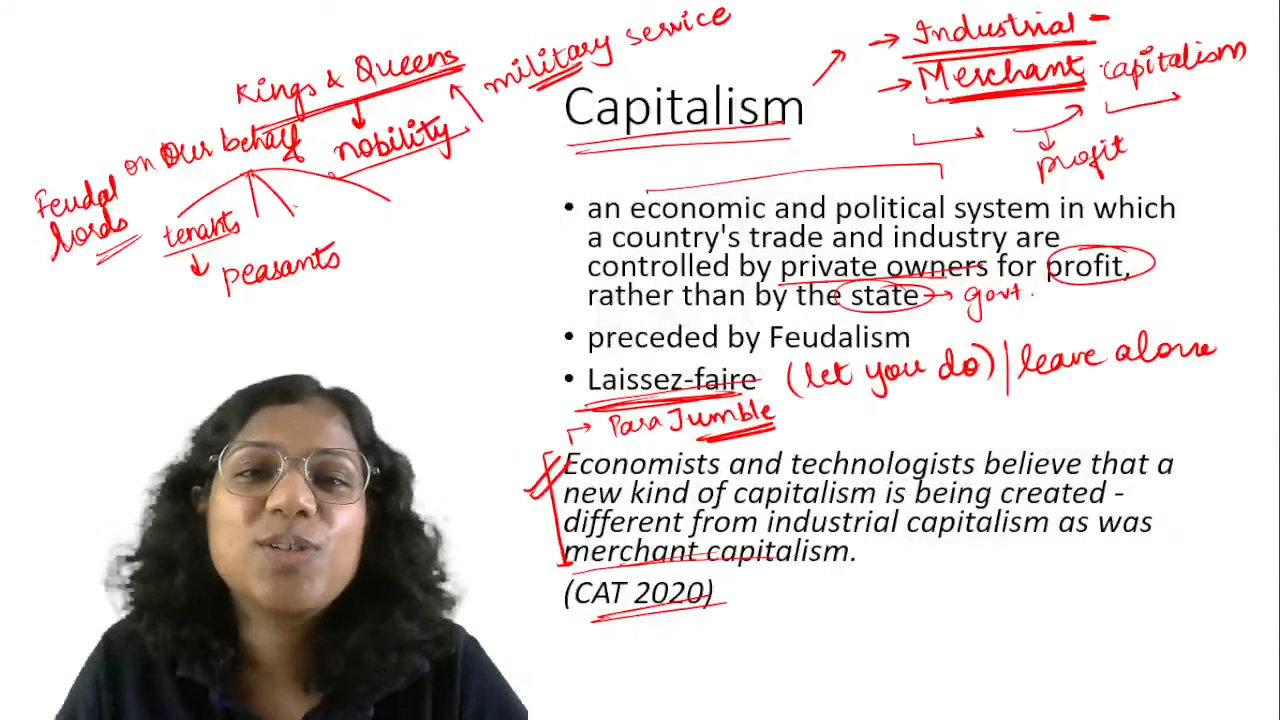 Kings & Queens
military service
on Our behalf
nobility
Feudal
lords
tenants
peasants
→ Industrial -
Capitalism
→ Merchant capitalism
profit
• an economic and political system in which
a country's trade and industry are
controlled by private owners for profit,
rather than by the state → govt.
• preceded by Feudalism
• Laissez-faire (let you do) | leave alone
→ Para Jumble
Economists and technologists believe that a
new kind of capitalism is being created -
different from industrial capitalism as was
merchant capitalism.
(CAT 2020)